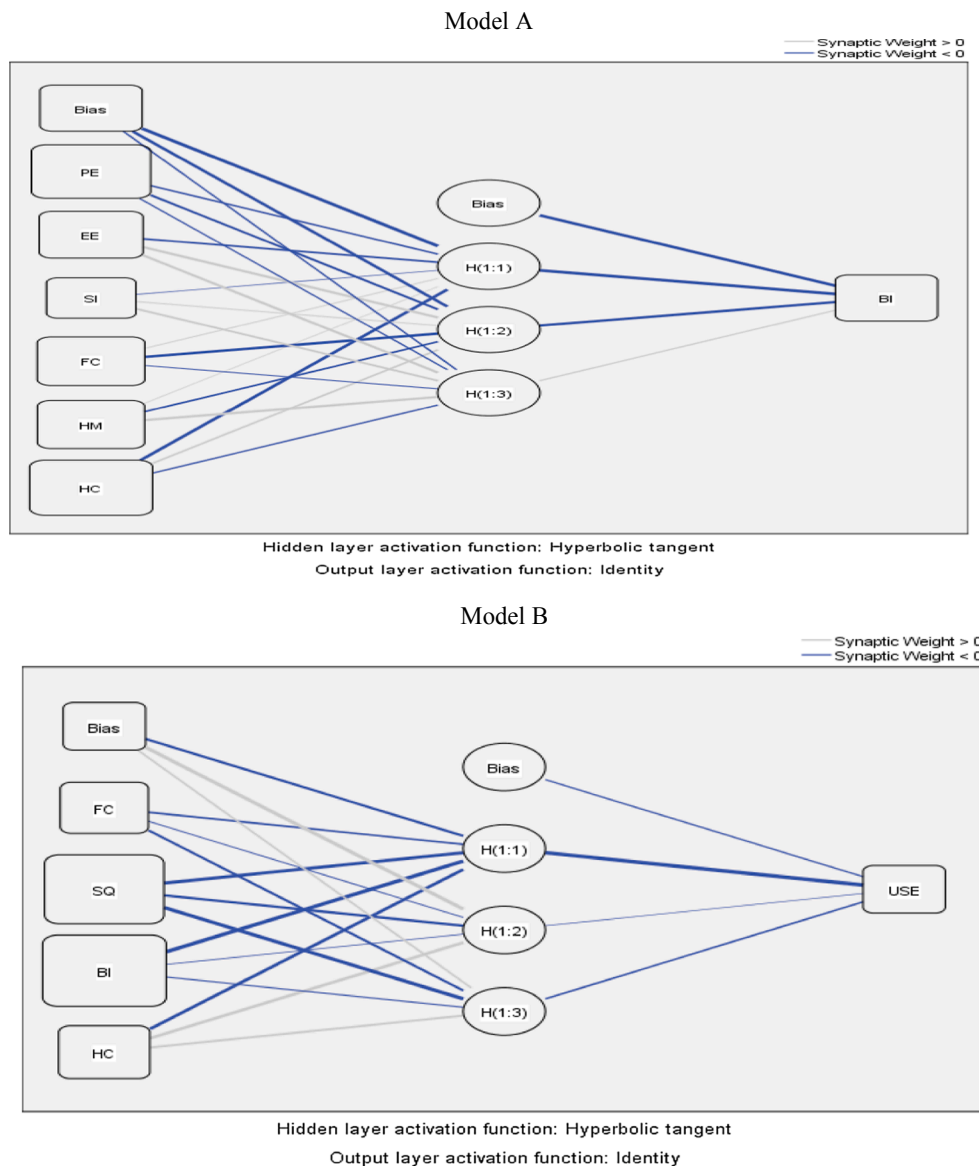 Model A
Synaptic Weight > 0
Synaptic Weight < 0
Bias
PE
EE
SI
FC
HM
HC
Bias
H(1:1)
H(1:2)
H(1:3)
BI
Hidden layer activation function: Hyperbolic tangent
Output layer activation function: Identity
Model B
Synaptic Weight > 0
Synaptic Weight < 0
Bias
FC
SQ
BI
HC
Bias
H(1:1)
H(1:2)
H(1:3)
USE
Hidden layer activation function: Hyperbolic tangent
Output layer activation function: Identity